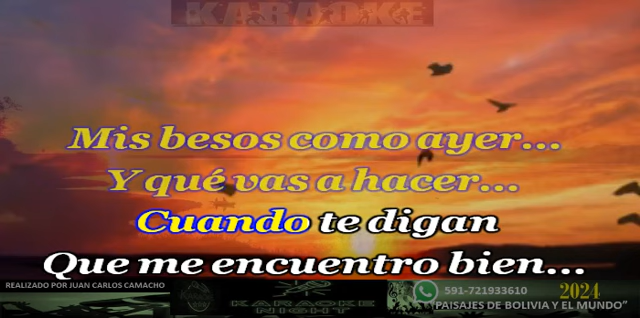 KARAOKE
Mis besos como ayer...
Y qué vas a hacer...
Cuando te digan
Que me encuentro bien...
REALIZADO POR JUAN CARLOS CAMACHO
KARAOKE
NIGHT
591-721933610
2024
"PAISAJES DE BOLIVIA Y EL MUNDO"